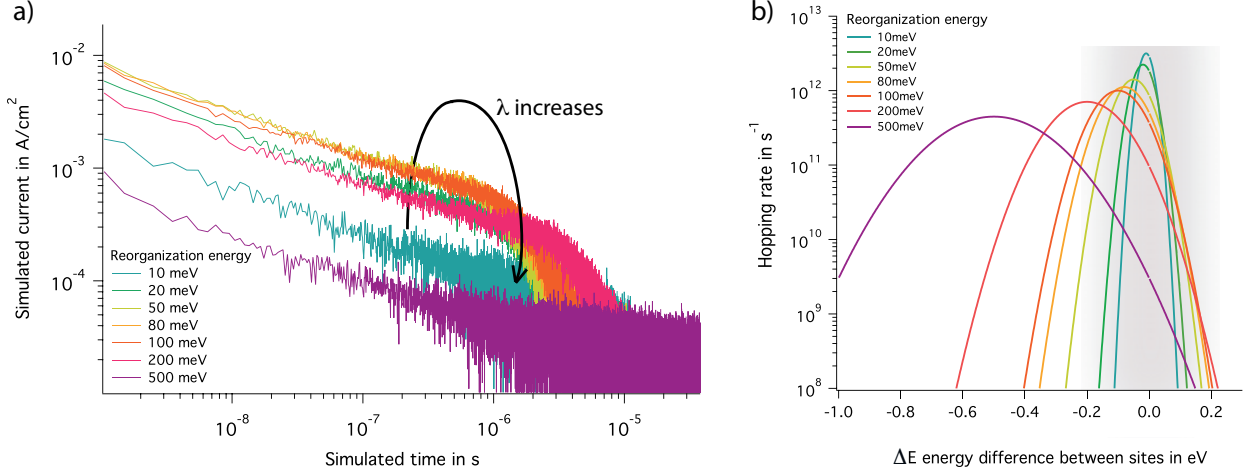 a)
Simulated current in A/cm2
10-2
10-3
10-4
λ increases
Reorganization energy
10 meV
20 meV
50 meV
80 meV
100 meV
200 meV
500 meV
10-8
10-7
10-6
10-5
Simulated time in s
b)
Hopping rate in s-1
1013
1012
1011
1010
109
108
Reorganization energy
10meV
20meV
50meV
80meV
100meV
200meV
500meV
-1.0
-0.8
-0.6
-0.4
-0.2
0.0
0.2
ΔE energy difference between sites in eV